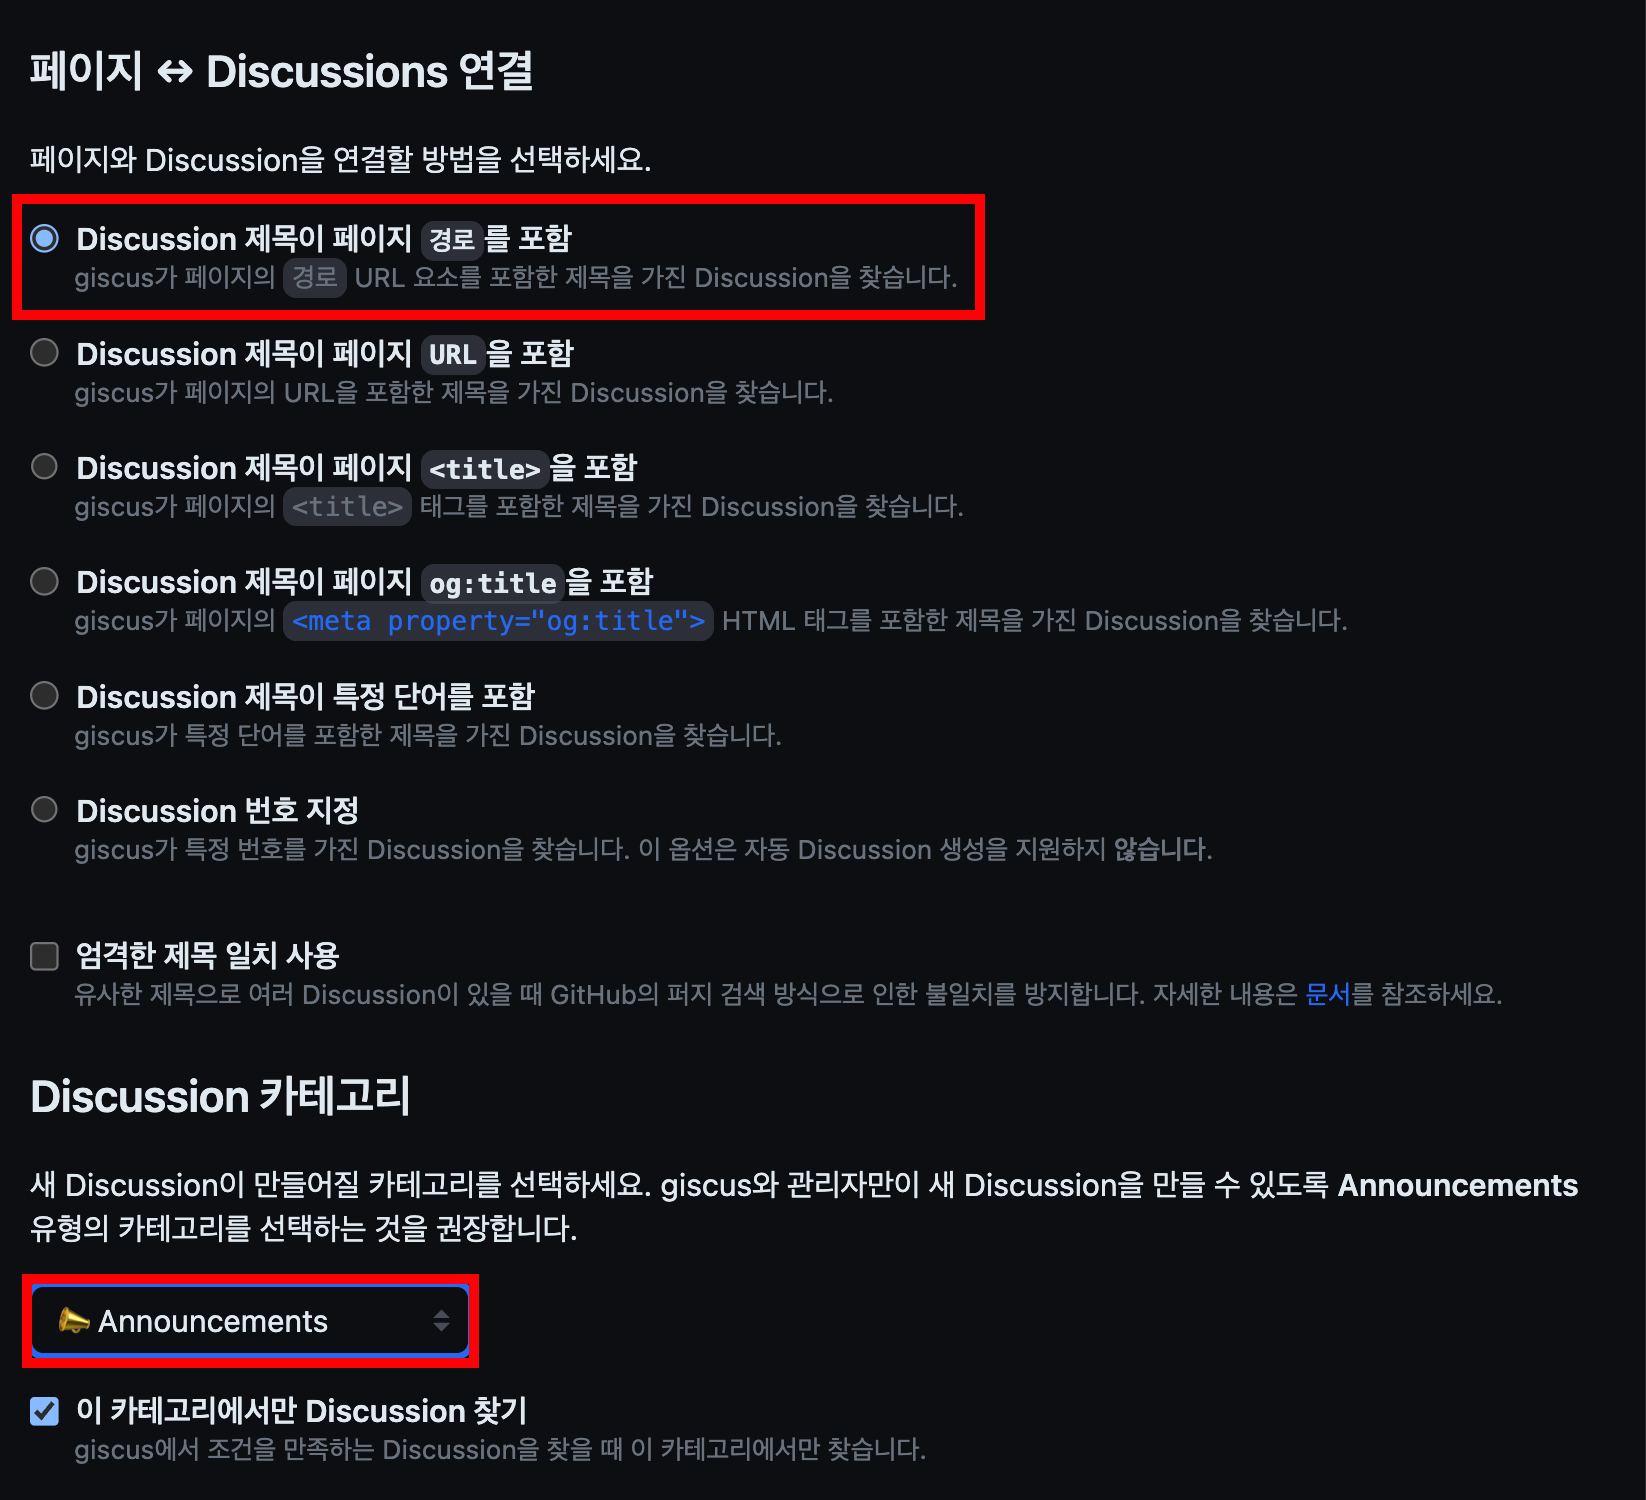 페이지 ↔ Discussions 연결
페이지와 Discussion을 연결할 방법을 선택하세요.
Discussion 제목이 페이지 경로를 포함
giscus가 페이지의 경로 URL 요소를 포함한 제목을 가진 Discussion을 찾습니다.
Discussion 제목이 페이지 URL을 포함
giscus가 페이지의 URL을 포함한 제목을 가진 Discussion을 찾습니다.
Discussion 제목이 페이지 <title>을 포함
giscus가 페이지의 <title> 태그를 포함한 제목을 가진 Discussion을 찾습니다.
Discussion 제목이 페이지 og:title을 포함
giscus가 페이지의 <meta property="og:title"> HTML 태그를 포함한 제목을 가진 Discussion을 찾습니다.
Discussion 제목이 특정 단어를 포함
giscus가 특정 단어를 포함한 제목을 가진 Discussion을 찾습니다.
Discussion 번호 지정
giscus가 특정 번호를 가진 Discussion을 찾습니다. 이 옵션은 자동 Discussion 생성을 지원하지 않습니다.
엄격한 제목 일치 사용
유사한 제목으로 여러 Discussion이 있을 때 GitHub의 퍼지 검색 방식으로 인한 불일치를 방지합니다. 자세한 내용은 문서를 참조하세요.
Discussion 카테고리
새 Discussion이 만들어질 카테고리를 선택하세요. giscus와 관리자만이 새 Discussion을 만들 수 있도록 Announcements
유형의 카테고리를 선택하는 것을 권장합니다.
Announcements
이 카테고리에서만 Discussion 찾기
giscus에서 조건을 만족하는 Discussion을 찾을 때 이 카테고리에서만 찾습니다.